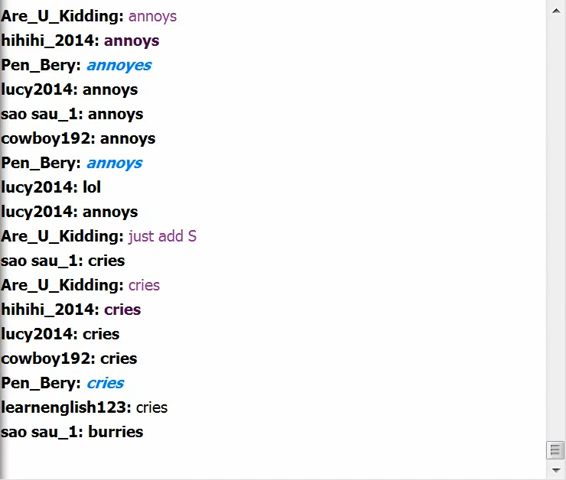 Are_U_Kidding: annoys
hihihi_2014: annoys
Pen_Bery: annoyes
lucy2014: annoys
sao sau_1: annoys
cowboy192: annoys
Pen_Bery: annoys
lucy2014: lol
lucy2014: annoys
Are_U_Kidding: just add S
sao sau_1: cries
Are_U_Kidding: cries
hihihi_2014: cries
lucy2014: cries
cowboy192: cries
Pen_Bery: cries
learnenglish123: cries
sao sau_1: burries